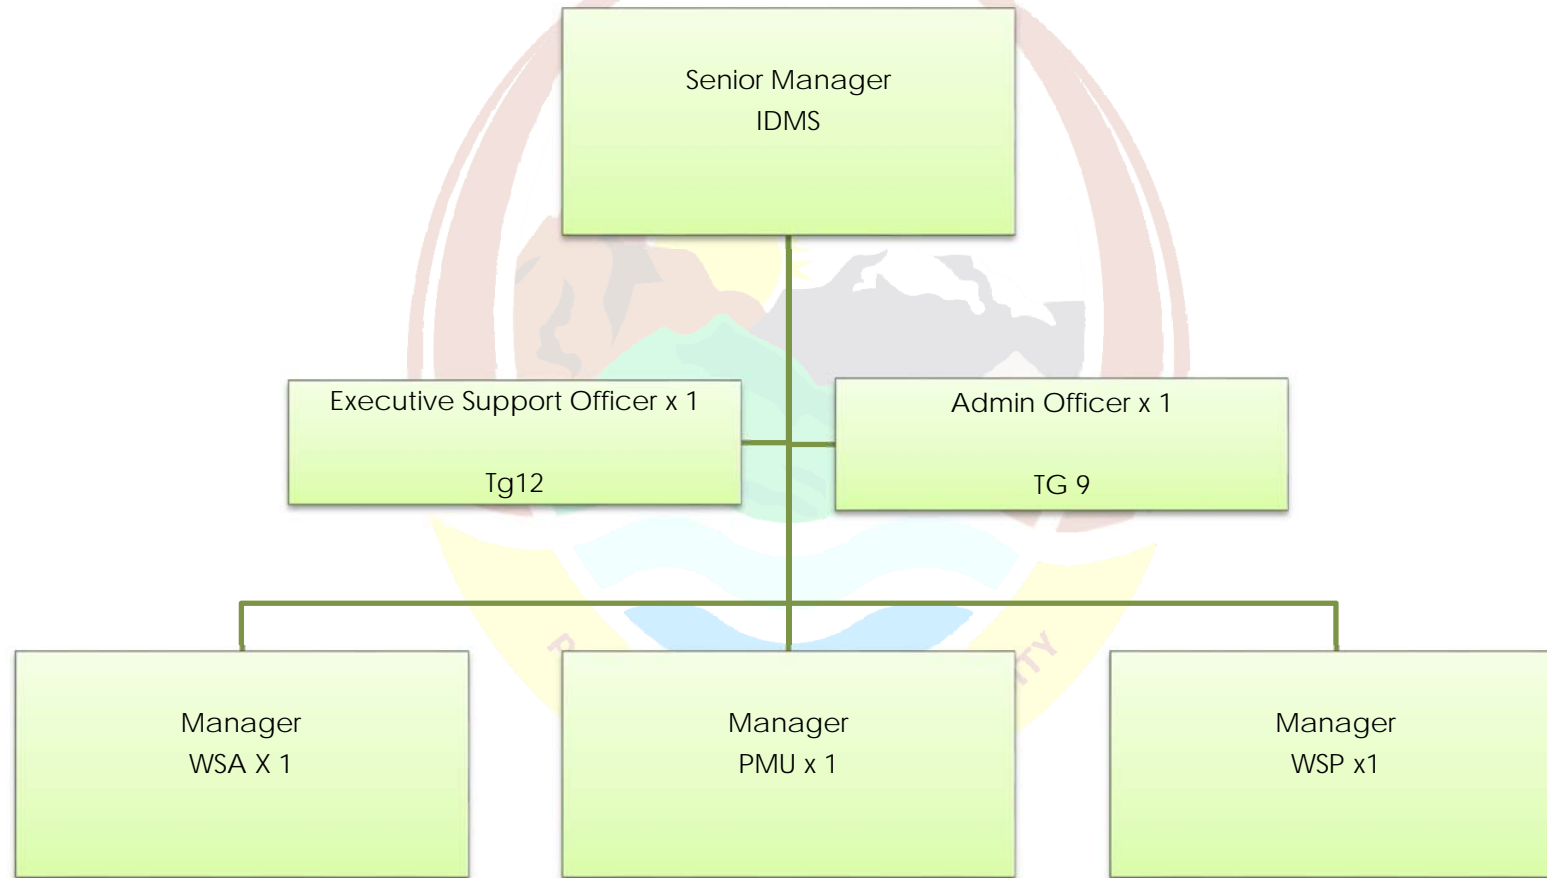 Senior Manager
IDMS
Executive Support Officer x 1
Tg12
Admin Officer x 1
TG 9
Manager
WSA X 1
Manager
PMU x 1
Manager
WSP x1